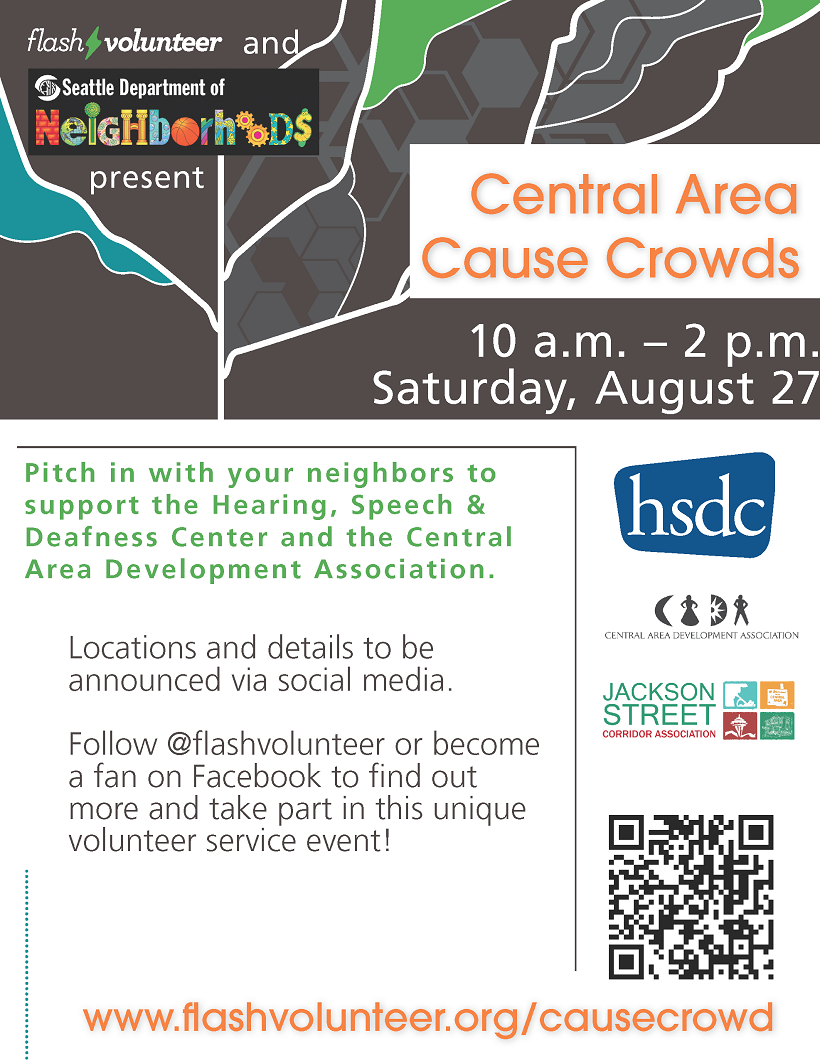 flash volunteer and
Seattle Department of
NeigHborhooDs
present
Central Area
Cause Crowds
10 a.m. – 2 p.m.
Saturday, August 27
Pitch in with your neighbors to
support the Hearing, Speech &
Deafness Center and the Central
Area Development Association.
Locations and details to be
announced via social media.
Follow @flashvolunteer or become
a fan on Facebook to find out
more and take part in this unique
volunteer service event!
hsdc
CADA
CENTRAL AREA DEVELOPMENT ASSOCIATION
JACKSON
STREET
CORRIDOR ASSOCIATION
www.flashvolunteer.org/causecrowd